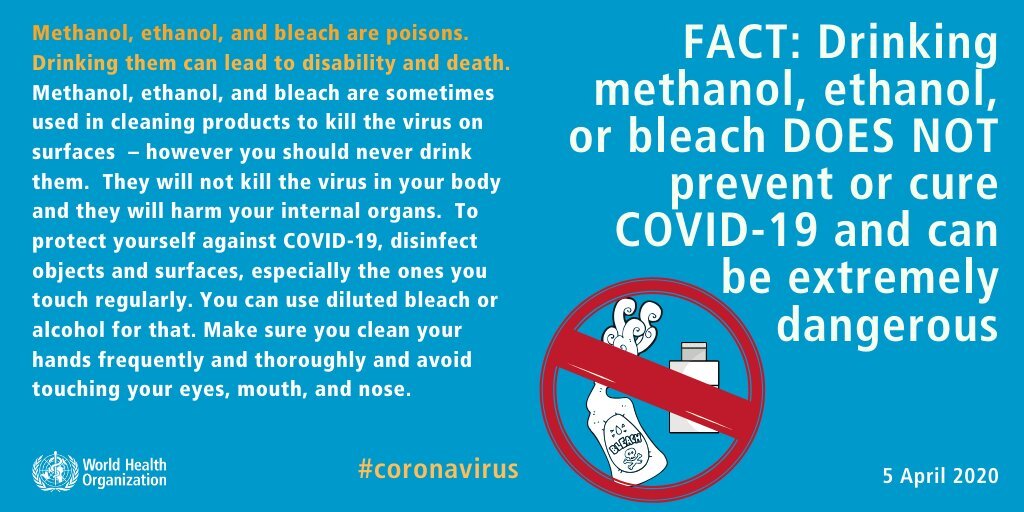 Methanol, ethanol, and bleach are poisons.
Drinking them can lead to disability and death.
Methanol, ethanol, and bleach are sometimes
used in cleaning products to kill the virus on
surfaces  – however you should never drink
them.  They will not kill the virus in your body
and they will harm your internal organs.  To
protect yourself against COVID-19, disinfect
objects and surfaces, especially the ones you
touch regularly. You can use diluted bleach or
alcohol for that. Make sure you clean your
hands frequently and thoroughly and avoid
touching your eyes, mouth, and nose.
FACT: Drinking
methanol, ethanol,
or bleach DOES NOT
prevent or cure
COVID-19 and can
be extremely
dangerous
BLEACH
World Health
Organization
#coronavirus
5 April 2020